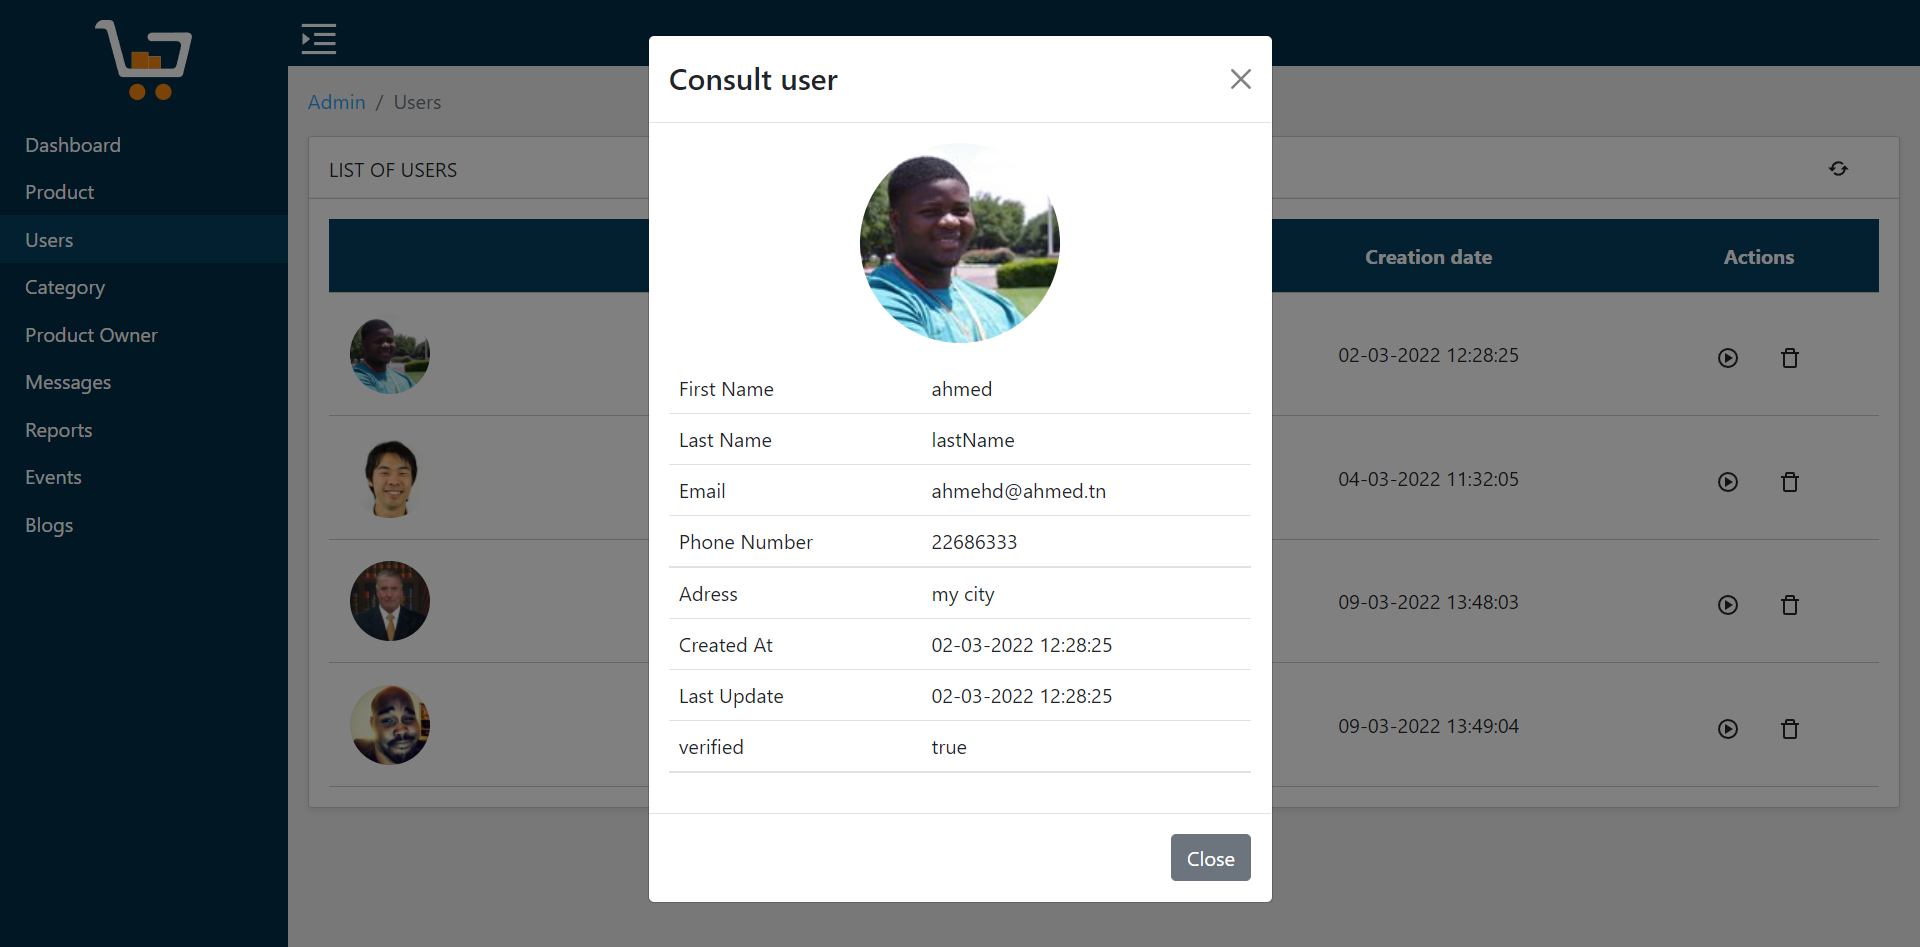 Dashboard
Product
Users
Category
Product Owner
Messages
Reports
Events
Blogs
Admin / Users
LIST OF USERS
Creation date Actions
02-03-2022 12:28:25
04-03-2022 11:32:05
09-03-2022 13:48:03
09-03-2022 13:49:04
Consult user
First Name ahmed
Last Name lastName
Email ahmehd@ahmed.tn
Phone Number 22686333
Adress my city
Created At 02-03-2022 12:28:25
Last Update 02-03-2022 12:28:25
verified true
Close